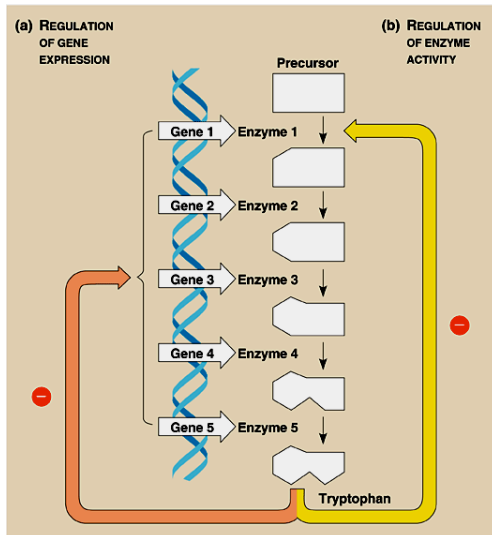 (a) REGULATION
OF GENE
EXPRESSION
(b) REGULATION
OF ENZYME
ACTIVITY
Precursor
Gene 1
Enzyme 1
Gene 2
Enzyme 2
Gene 3
Enzyme 3
Gene 4
Enzyme 4
Gene 5
Enzyme 5
−
−
Tryptophan